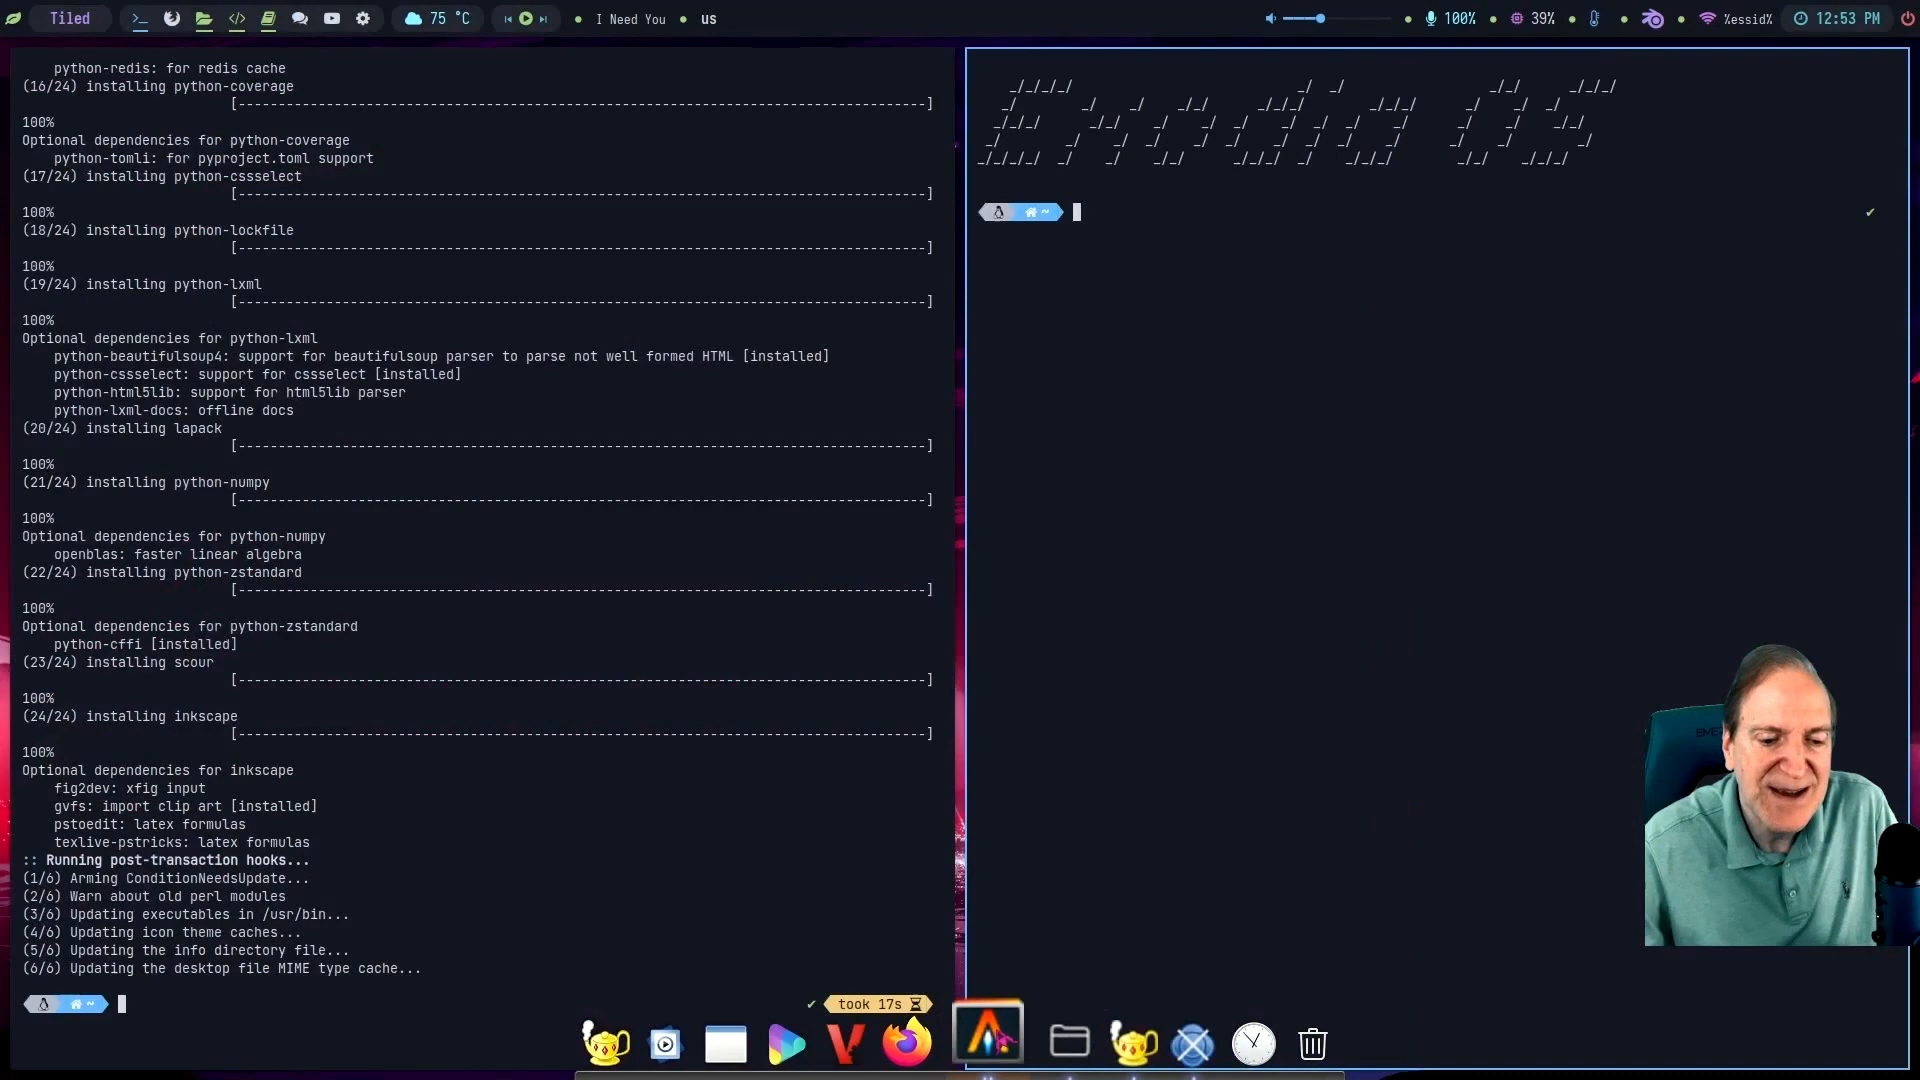 Tiled
75 °C
I Need You
us
100%
39%
%essid%
12:53 PM
python-redis: for redis cache
(16/24) installing python-coverage
[--------------------------------------------------------------------------------------]
100%
Optional dependencies for python-coverage
python-tomli: for pyproject.toml support
(17/24) installing python-cssselect
[--------------------------------------------------------------------------------------]
100%
(18/24) installing python-lockfile
[--------------------------------------------------------------------------------------]
100%
(19/24) installing python-lxml
[--------------------------------------------------------------------------------------]
100%
Optional dependencies for python-lxml
python-beautifulsoup4: support for beautifulsoup parser to parse not well formed HTML [installed]
python-cssselect: support for cssselect [installed]
python-html5lib: support for html5lib parser
python-lxml-docs: offline docs
(20/24) installing lapack
[--------------------------------------------------------------------------------------]
100%
(21/24) installing python-numpy
[--------------------------------------------------------------------------------------]
100%
Optional dependencies for python-numpy
openblas: faster linear algebra
(22/24) installing python-zstandard
[--------------------------------------------------------------------------------------]
100%
Optional dependencies for python-zstandard
python-cffi [installed]
(23/24) installing scour
[--------------------------------------------------------------------------------------]
100%
(24/24) installing inkscape
[--------------------------------------------------------------------------------------]
100%
Optional dependencies for inkscape
fig2dev: xfig input
gvfs: import clip art [installed]
pstoedit: latex formulas
texlive-pstricks: latex formulas
:: Running post-transaction hooks...
(1/6) Arming ConditionNeedsUpdate...
(2/6) Warn about old perl modules
(3/6) Updating executables in /usr/bin...
(4/6) Updating icon theme caches...
(5/6) Updating the info directory file...
(6/6) Updating the desktop file MIME type cache...
~
✔ took 17s
Exodia OS
~
✔